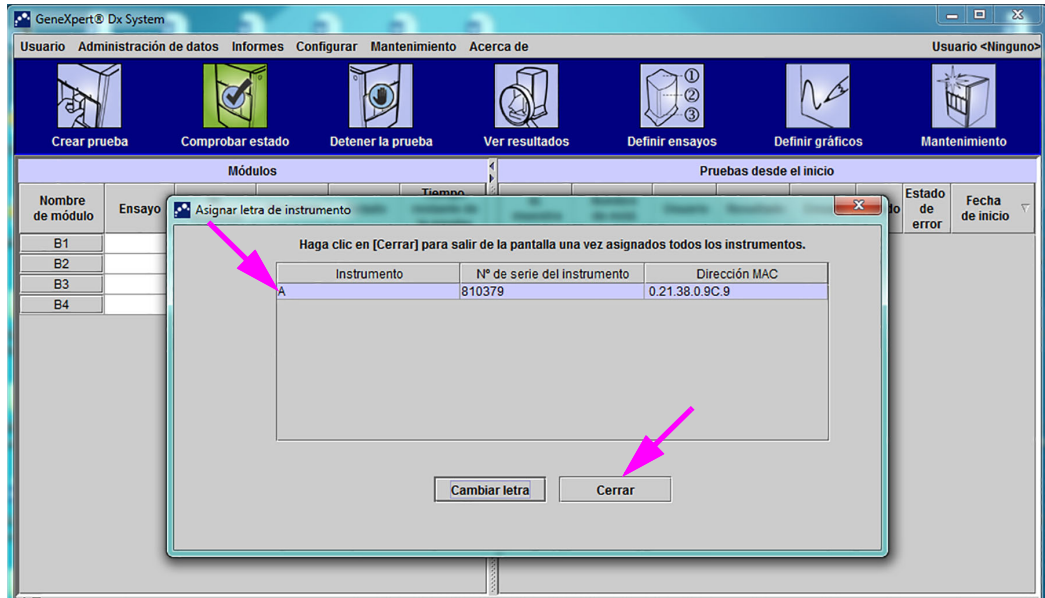 GeneXpert® Dx System
Usuario Administración de datos Informes Configurar Mantenimiento Acerca de Usuario <Ninguno>
Crear prueba Comprobar estado Detener la prueba Ver resultados Definir ensayos Definir gráficos Mantenimiento
① ② ③
Módulos Pruebas desde el inicio
Nombre de módulo Ensayo Tiempo Estado de error Fecha de inicio
B1
B2
B3
B4
Asignar letra de instrumento
Haga clic en [Cerrar] para salir de la pantalla una vez asignados todos los instrumentos.
Instrumento Nº de serie del instrumento Dirección MAC
A 810379 0.21.38.0.9C.9
Cambiar letra Cerrar